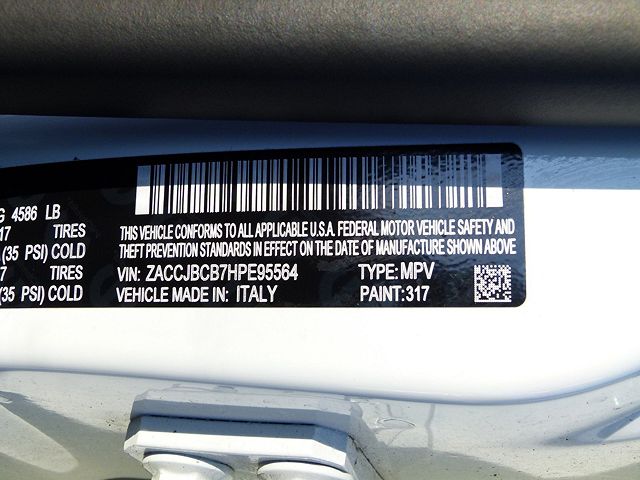 G 4586 LB
17 TIRES
(35 PSI) COLD
7 TIRES
(35 PSI) COLD
THIS VEHICLE CONFORMS TO ALL APPLICABLE U.S.A. FEDERAL MOTOR VEHICLE SAFETY AND
THEFT PREVENTION STANDARDS IN EFFECT ON THE DATE OF MANUFACTURE SHOWN ABOVE
VIN: ZACCJBCB7HPE95564 TYPE: MPV
VEHICLE MADE IN: ITALY PAINT:317